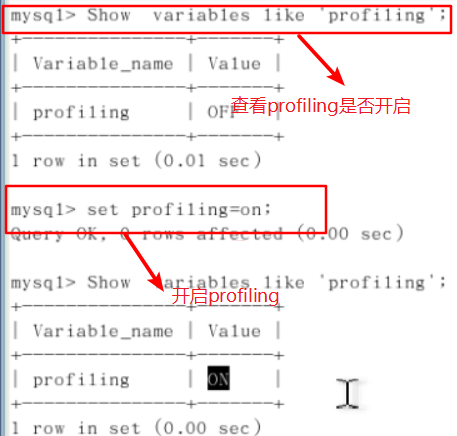 mysql> Show  variables like 'profiling';
+---------------+-------+
| Variable_name | Value |
+---------------+-------+
| profiling     | OFF   |
+---------------+-------+
查看profiling是否开启
1 row in set (0.01 sec)
mysql> set profiling=on;
Query OK, 0 rows affected (0.00 sec)
mysql> Show  variables like 'profiling';
开启profiling
+---------------+-------+
| Variable_name | Value |
+---------------+-------+
| profiling     | ON    |
+---------------+-------+
1 row in set (0.00 sec)